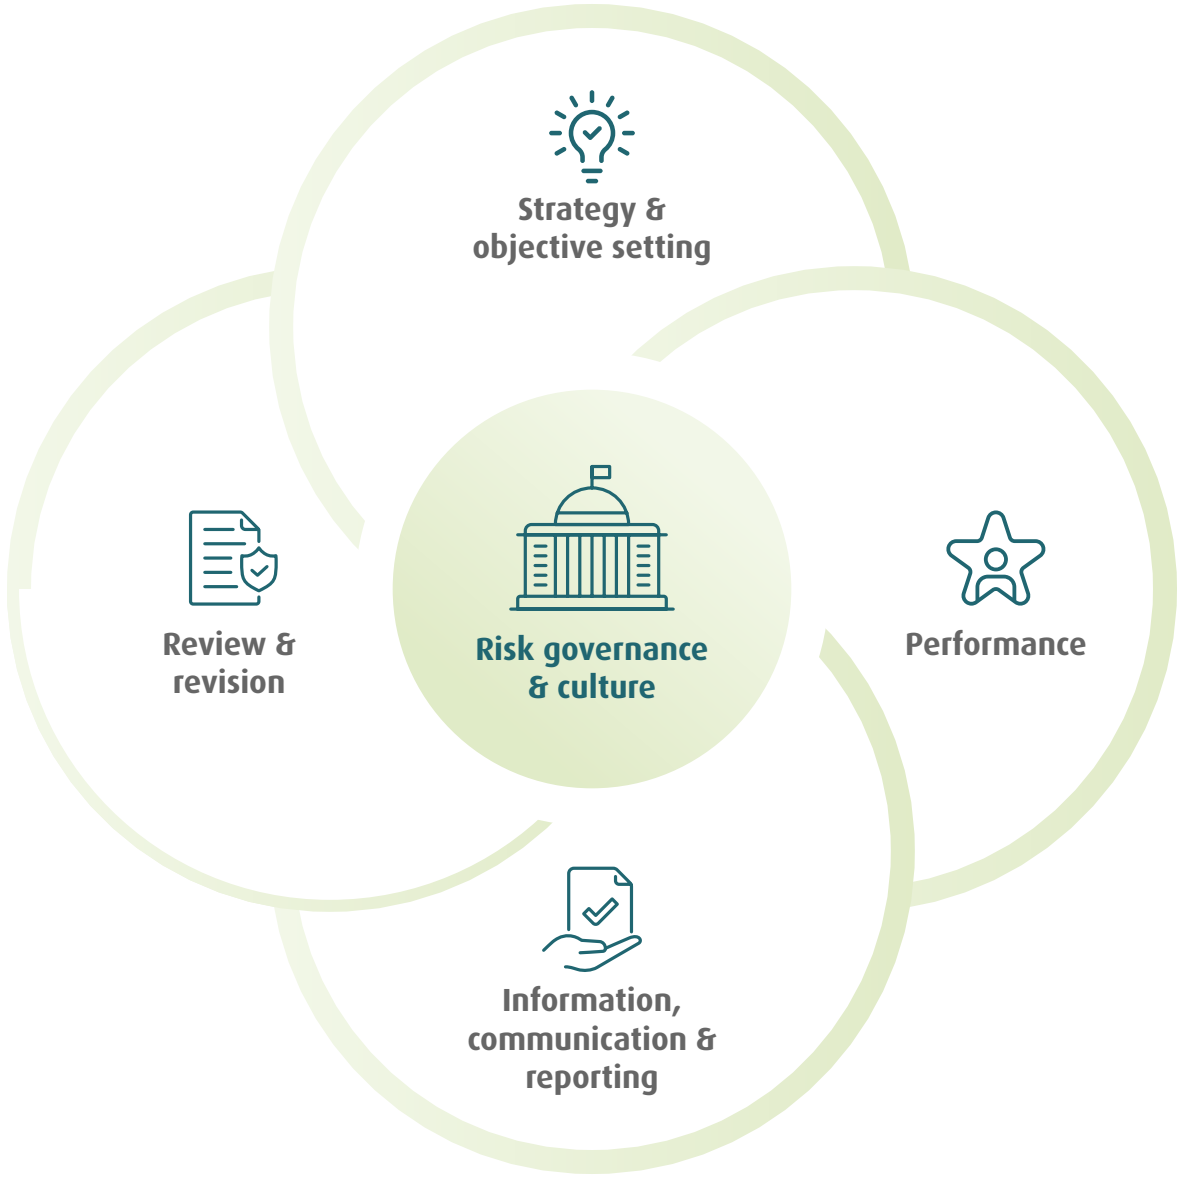 Strategy &
objective setting
Review &
revision
Risk governance
& culture
Performance
Information,
communication &
reporting